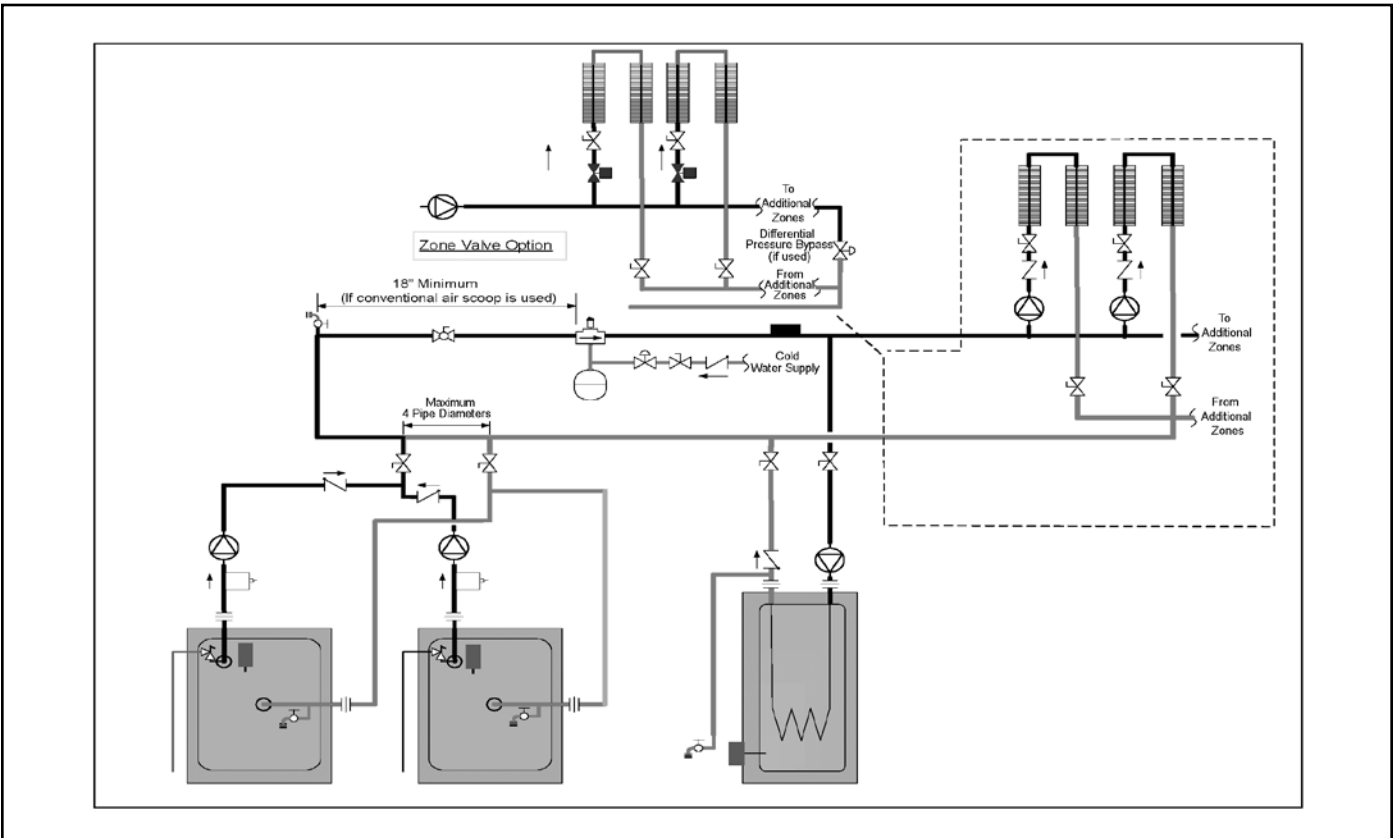 To
Additional
Zones
Zone Valve Option
Differential
Pressure Bypass
(if used)
From
Additional
Zones
18" Minimum
(If conventional air scoop is used)
To
Additional
Zones
Cold
Water Supply
Maximum
4 Pipe Diameters
From
Additional
Zones